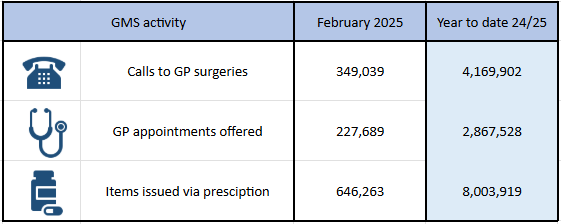 GMS activity February 2025 Year to date 24/25
Calls to GP surgeries 349,039 4,169,902
GP appointments offered 227,689 2,867,528
Items issued via presciption 646,263 8,003,919